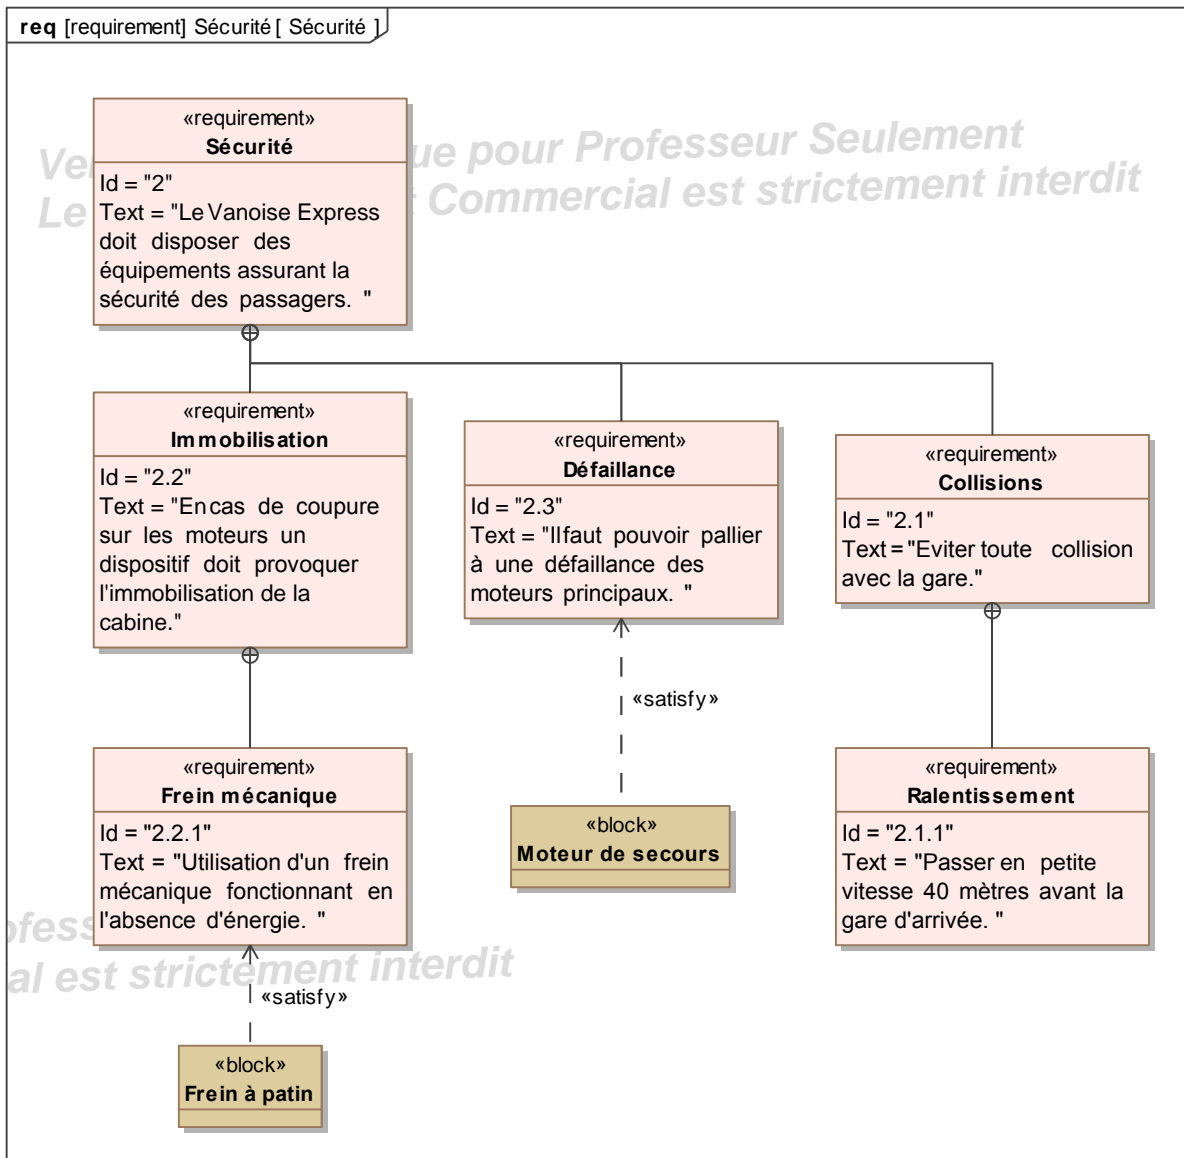 req [requirement] Sécurité [ Sécurité ]
Ve ue pour Professeur Seulement
Le t Commercial est strictement interdit
«requirement»
Sécurité
Id = "2"
Text = "Le Vanoise Express
doit disposer des
équipements assurant la
sécurité des passagers. "
«requirement»
Immobilisation
Id = "2.2"
Text = "En cas de coupure
sur les moteurs un
dispositif doit provoquer
l'immobilisation de la
cabine."
«requirement»
Défaillance
Id = "2.3"
Text = "Il faut pouvoir pallier
à une défaillance des
moteurs principaux. "
«requirement»
Collisions
Id = "2.1"
Text = "Eviter toute collision
avec la gare."
«satisfy»
«requirement»
Frein mécanique
Id = "2.2.1"
Text = "Utilisation d'un frein
mécanique fonctionnant en
l'absence d'énergie. "
«block»
Moteur de secours
«requirement»
Ralentissement
Id = "2.1.1"
Text = "Passer en petite
vitesse 40 mètres avant la
gare d'arrivée. "
ofess
al est strictement interdit
«satisfy»
«block»
Frein à patin